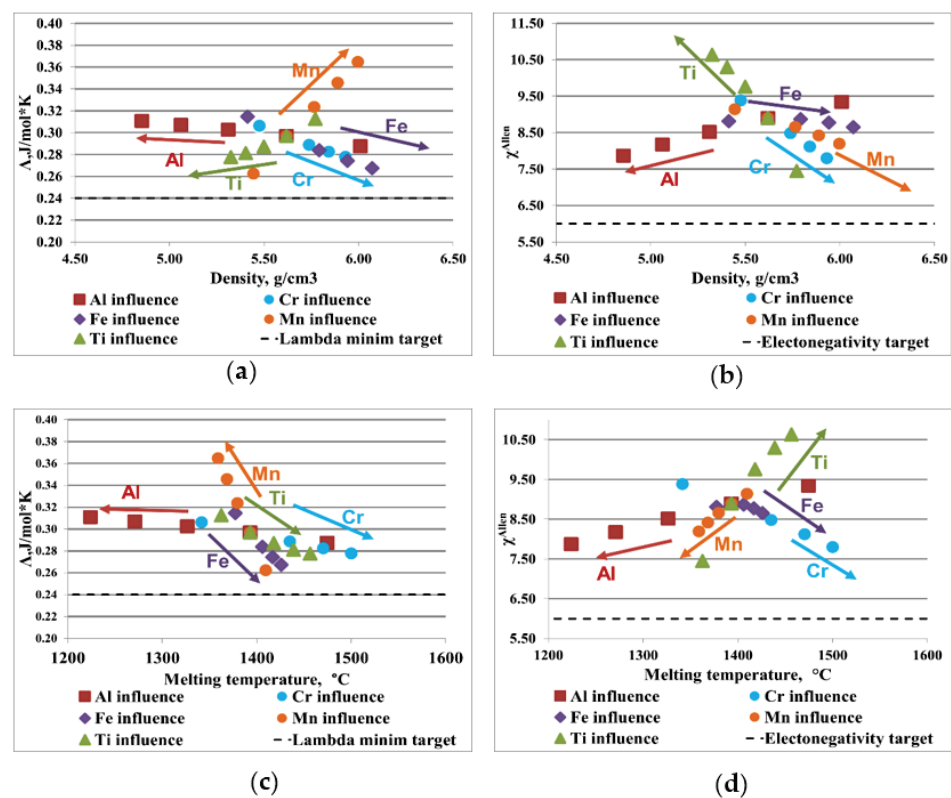 0.40
0.38
0.36
0.34
0.32
0.30
0.28
0.26
0.24
0.22
0.20
Λ.J/mol*K
Mn
Fe
Al
Ti
Cr
4.50 5.00 5.50 6.00 6.50
Density, g/cm3
Al influence Cr influence
Fe influence Mn influence
Ti influence Lambda minim target
(a)
11.50
10.50
9.50
8.50
7.50
6.50
5.50
χAllen
Ti
Fe
Al
Cr
Mn
4.50 5.00 5.50 6.00 6.50
Density, g/cm3
Al influence Cr influence
Fe influence Mn influence
Ti influence Electonegativity target
(b)
0.40
0.38
0.36
0.34
0.32
0.30
0.28
0.26
0.24
0.22
0.20
Λ.J/mol*K
Al
Mn
Ti
Cr
Fe
1200 1300 1400 1500 1600
Melting temperature, °C
Al influence Cr influence
Fe influence Mn influence
Ti influence Lambda minim target
(c)
10.50
9.50
8.50
7.50
6.50
5.50
χAllen
Ti
Fe
Mn
Al
Cr
1200 1300 1400 1500 1600
Melting temperature, °C
Al influence Cr influence
Fe influence Mn influence
Ti influence Electonegativity target
(d)